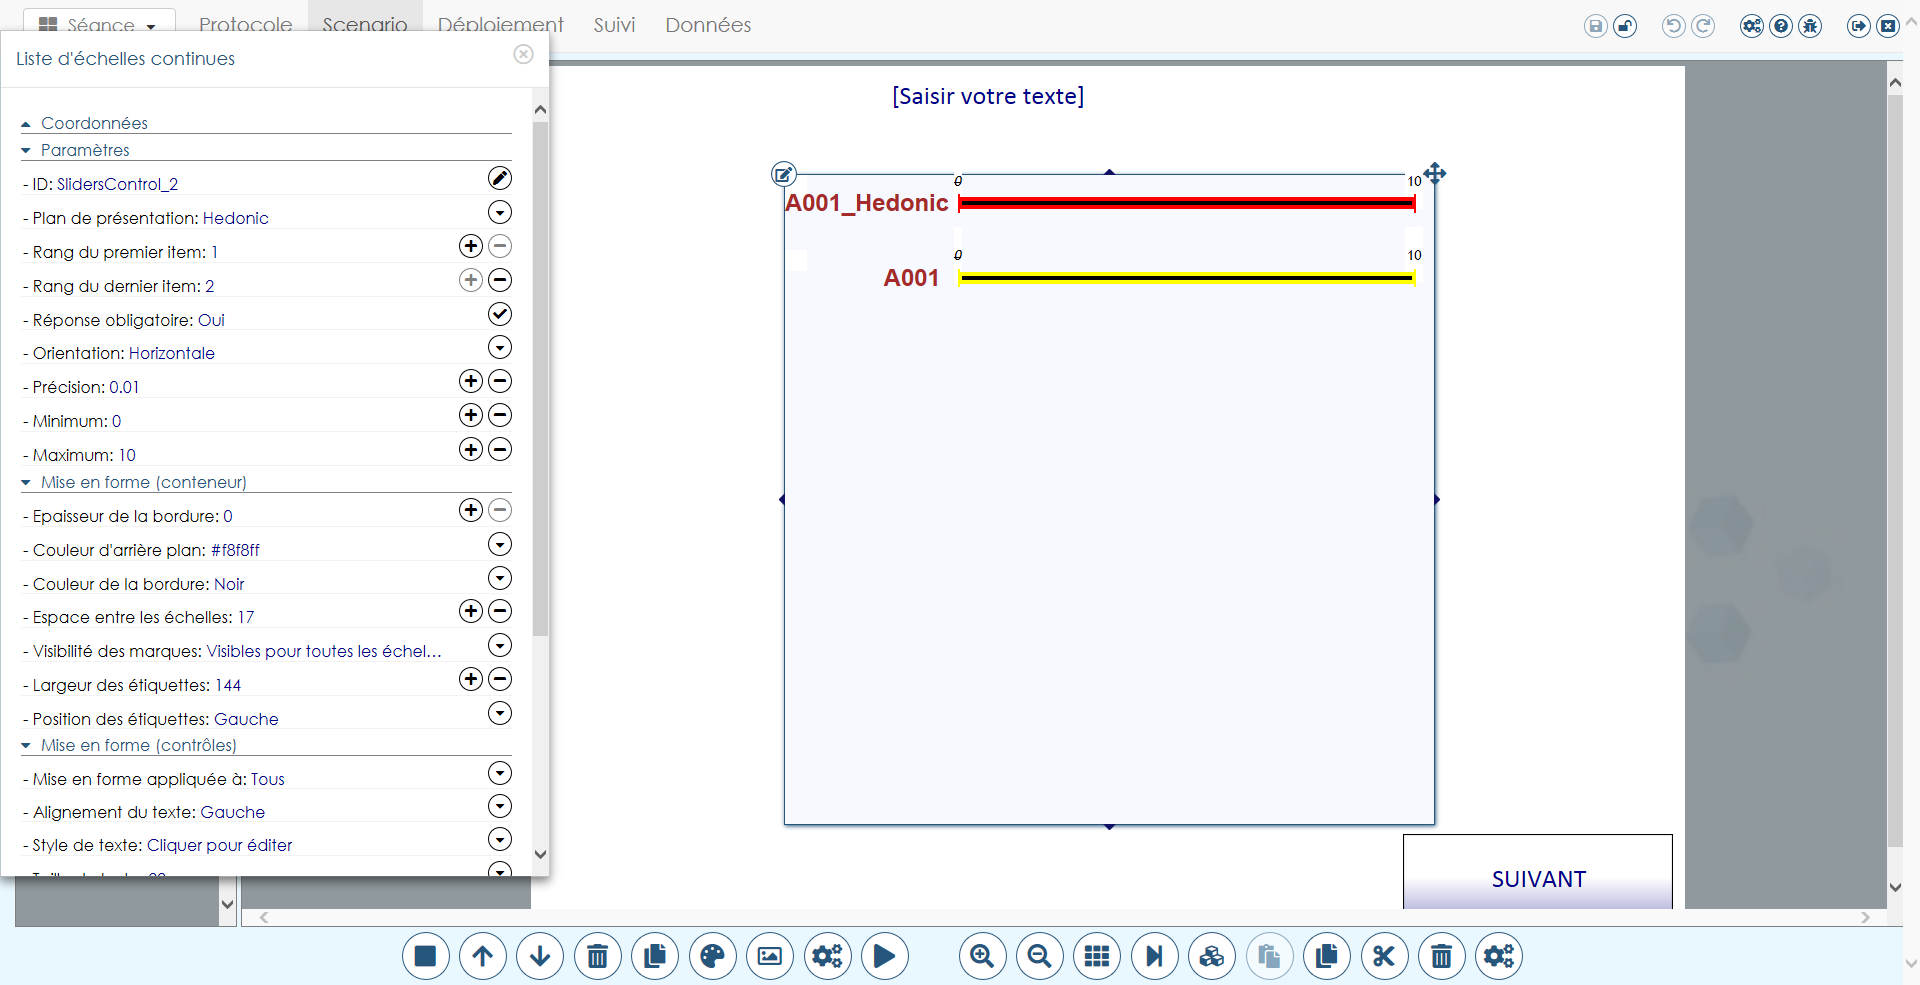 Séance
Protocole
Scenario
Déploiement
Suivi
Données
Liste d'échelles continues
Coordonnées
Paramètres
- ID: SlidersControl_2
- Plan de présentation: Hedonic
- Rang du premier item: 1
- Rang du dernier item: 2
- Réponse obligatoire: Oui
- Orientation: Horizontale
- Précision: 0.01
- Minimum: 0
- Maximum: 10
Mise en forme (conteneur)
- Epaisseur de la bordure: 0
- Couleur d'arrière plan: #f8f8ff
- Couleur de la bordure: Noir
- Espace entre les échelles: 17
- Visibilité des marques: Visibles pour toutes les échel...
- Largeur des étiquettes: 144
- Position des étiquettes: Gauche
Mise en forme (contrôles)
- Mise en forme appliquée à: Tous
- Alignement du texte: Gauche
- Style de texte: Cliquer pour éditer
[Saisir votre texte]
0 10
A001_Hedonic
0 10
A001
SUIVANT